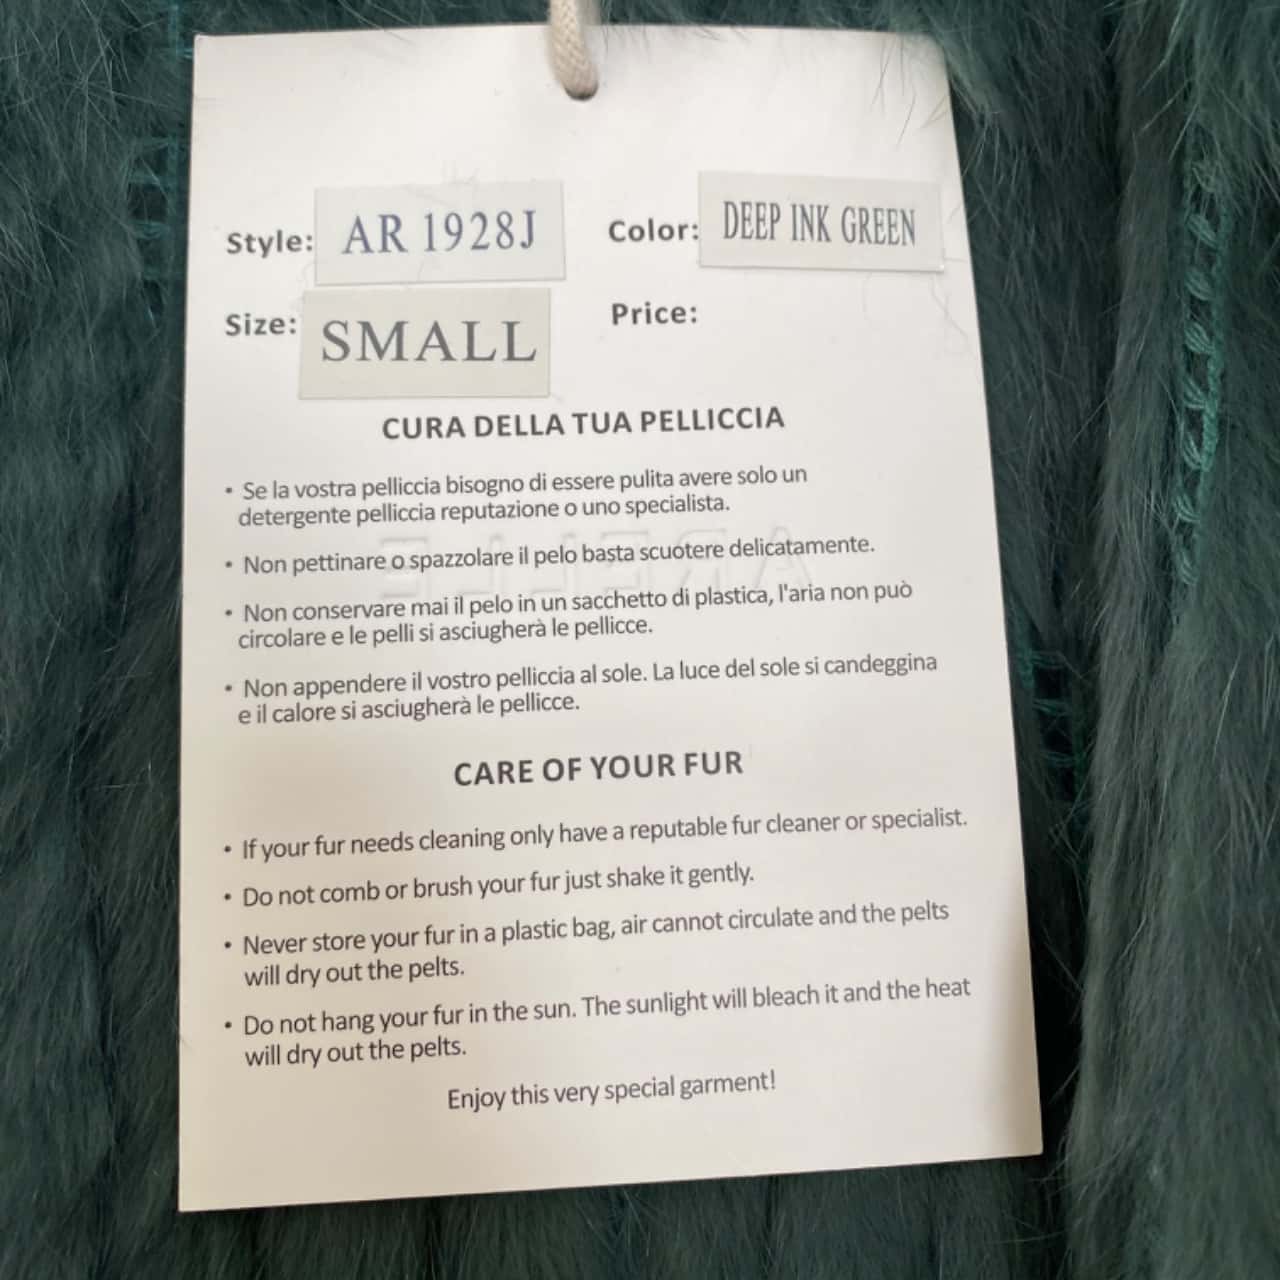 Style: AR 1928J Color: DEEP INK GREEN
Size: SMALL Price:
CURA DELLA TUA PELLICCIA
• Se la vostra pelliccia bisogno di essere pulita avere solo un
detergente pelliccia reputazione o uno specialista.
• Non pettinare o spazzolare il pelo basta scuotere delicatamente.
• Non conservare mai il pelo in un sacchetto di plastica, l'aria non può
circolare e le pelli si asciugherà le pellicce.
• Non appendere il vostro pelliccia al sole. La luce del sole si candeggina
e il calore si asciugherà le pellicce.
CARE OF YOUR FUR
• If your fur needs cleaning only have a reputable fur cleaner or specialist.
• Do not comb or brush your fur just shake it gently.
• Never store your fur in a plastic bag, air cannot circulate and the pelts
will dry out the pelts.
• Do not hang your fur in the sun. The sunlight will bleach it and the heat
will dry out the pelts.
Enjoy this very special garment!